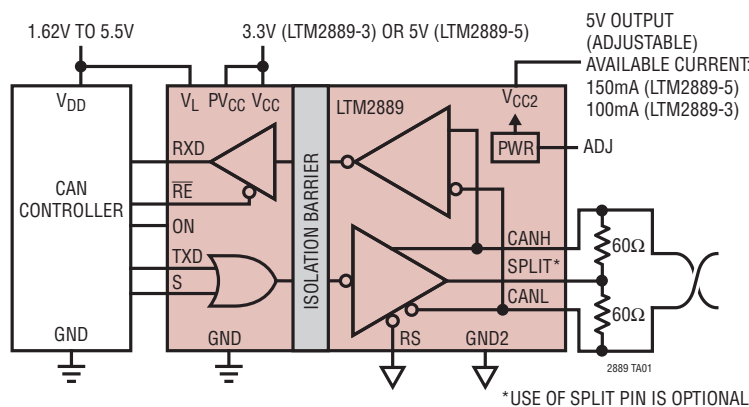 1.62V TO 5.5V
3.3V (LTM2889-3) OR 5V (LTM2889-5)
5V OUTPUT
(ADJUSTABLE)
AVAILABLE CURRENT:
150mA (LTM2889-5)
100mA (LTM2889-3)
VDD
VL
PVCC
VCC
LTM2889
VCC2
PWR
ADJ
RXD
RE
CAN
CONTROLLER
ON
ISOLATION BARRIER
TXD
S
CANH
SPLIT*
CANL
60Ω
60Ω
GND
GND
RS
GND2
2889 TA01
*USE OF SPLIT PIN IS OPTIONAL